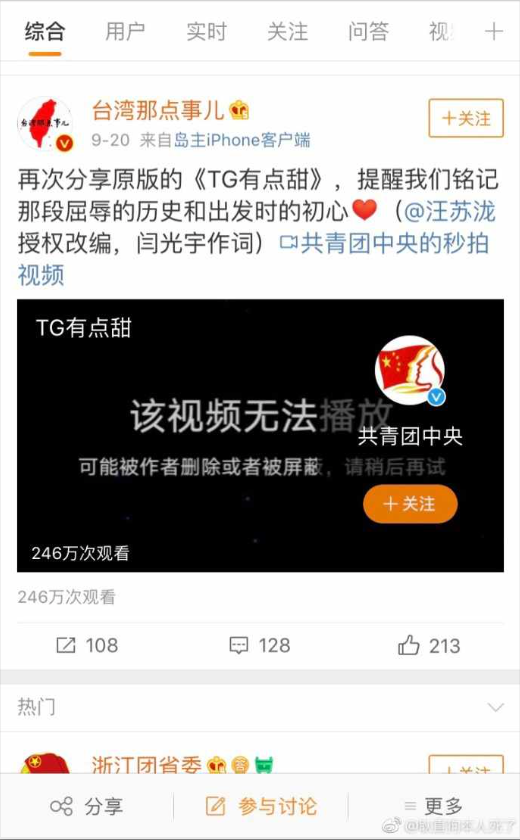 综合 用户 实时 关注 问答
台湾那点事儿
台湾那点事儿
9-20 来自岛主iPhone客户端
+关注
再次分享原版的《TG有点甜》，提醒我们铭记
那段屈辱的历史和出发时的初心❤（@汪苏泷
授权改编，闫光宇作词）共青团中央的秒拍
视频
TG有点甜
该视频无法播放
共青团中央
可能被作者删除或者被屏蔽，请稍后再试
+关注
246万次观看
246万次观看
108 128 213
热门
浙江团省委 答
+关注
分享 参与讨论 更多